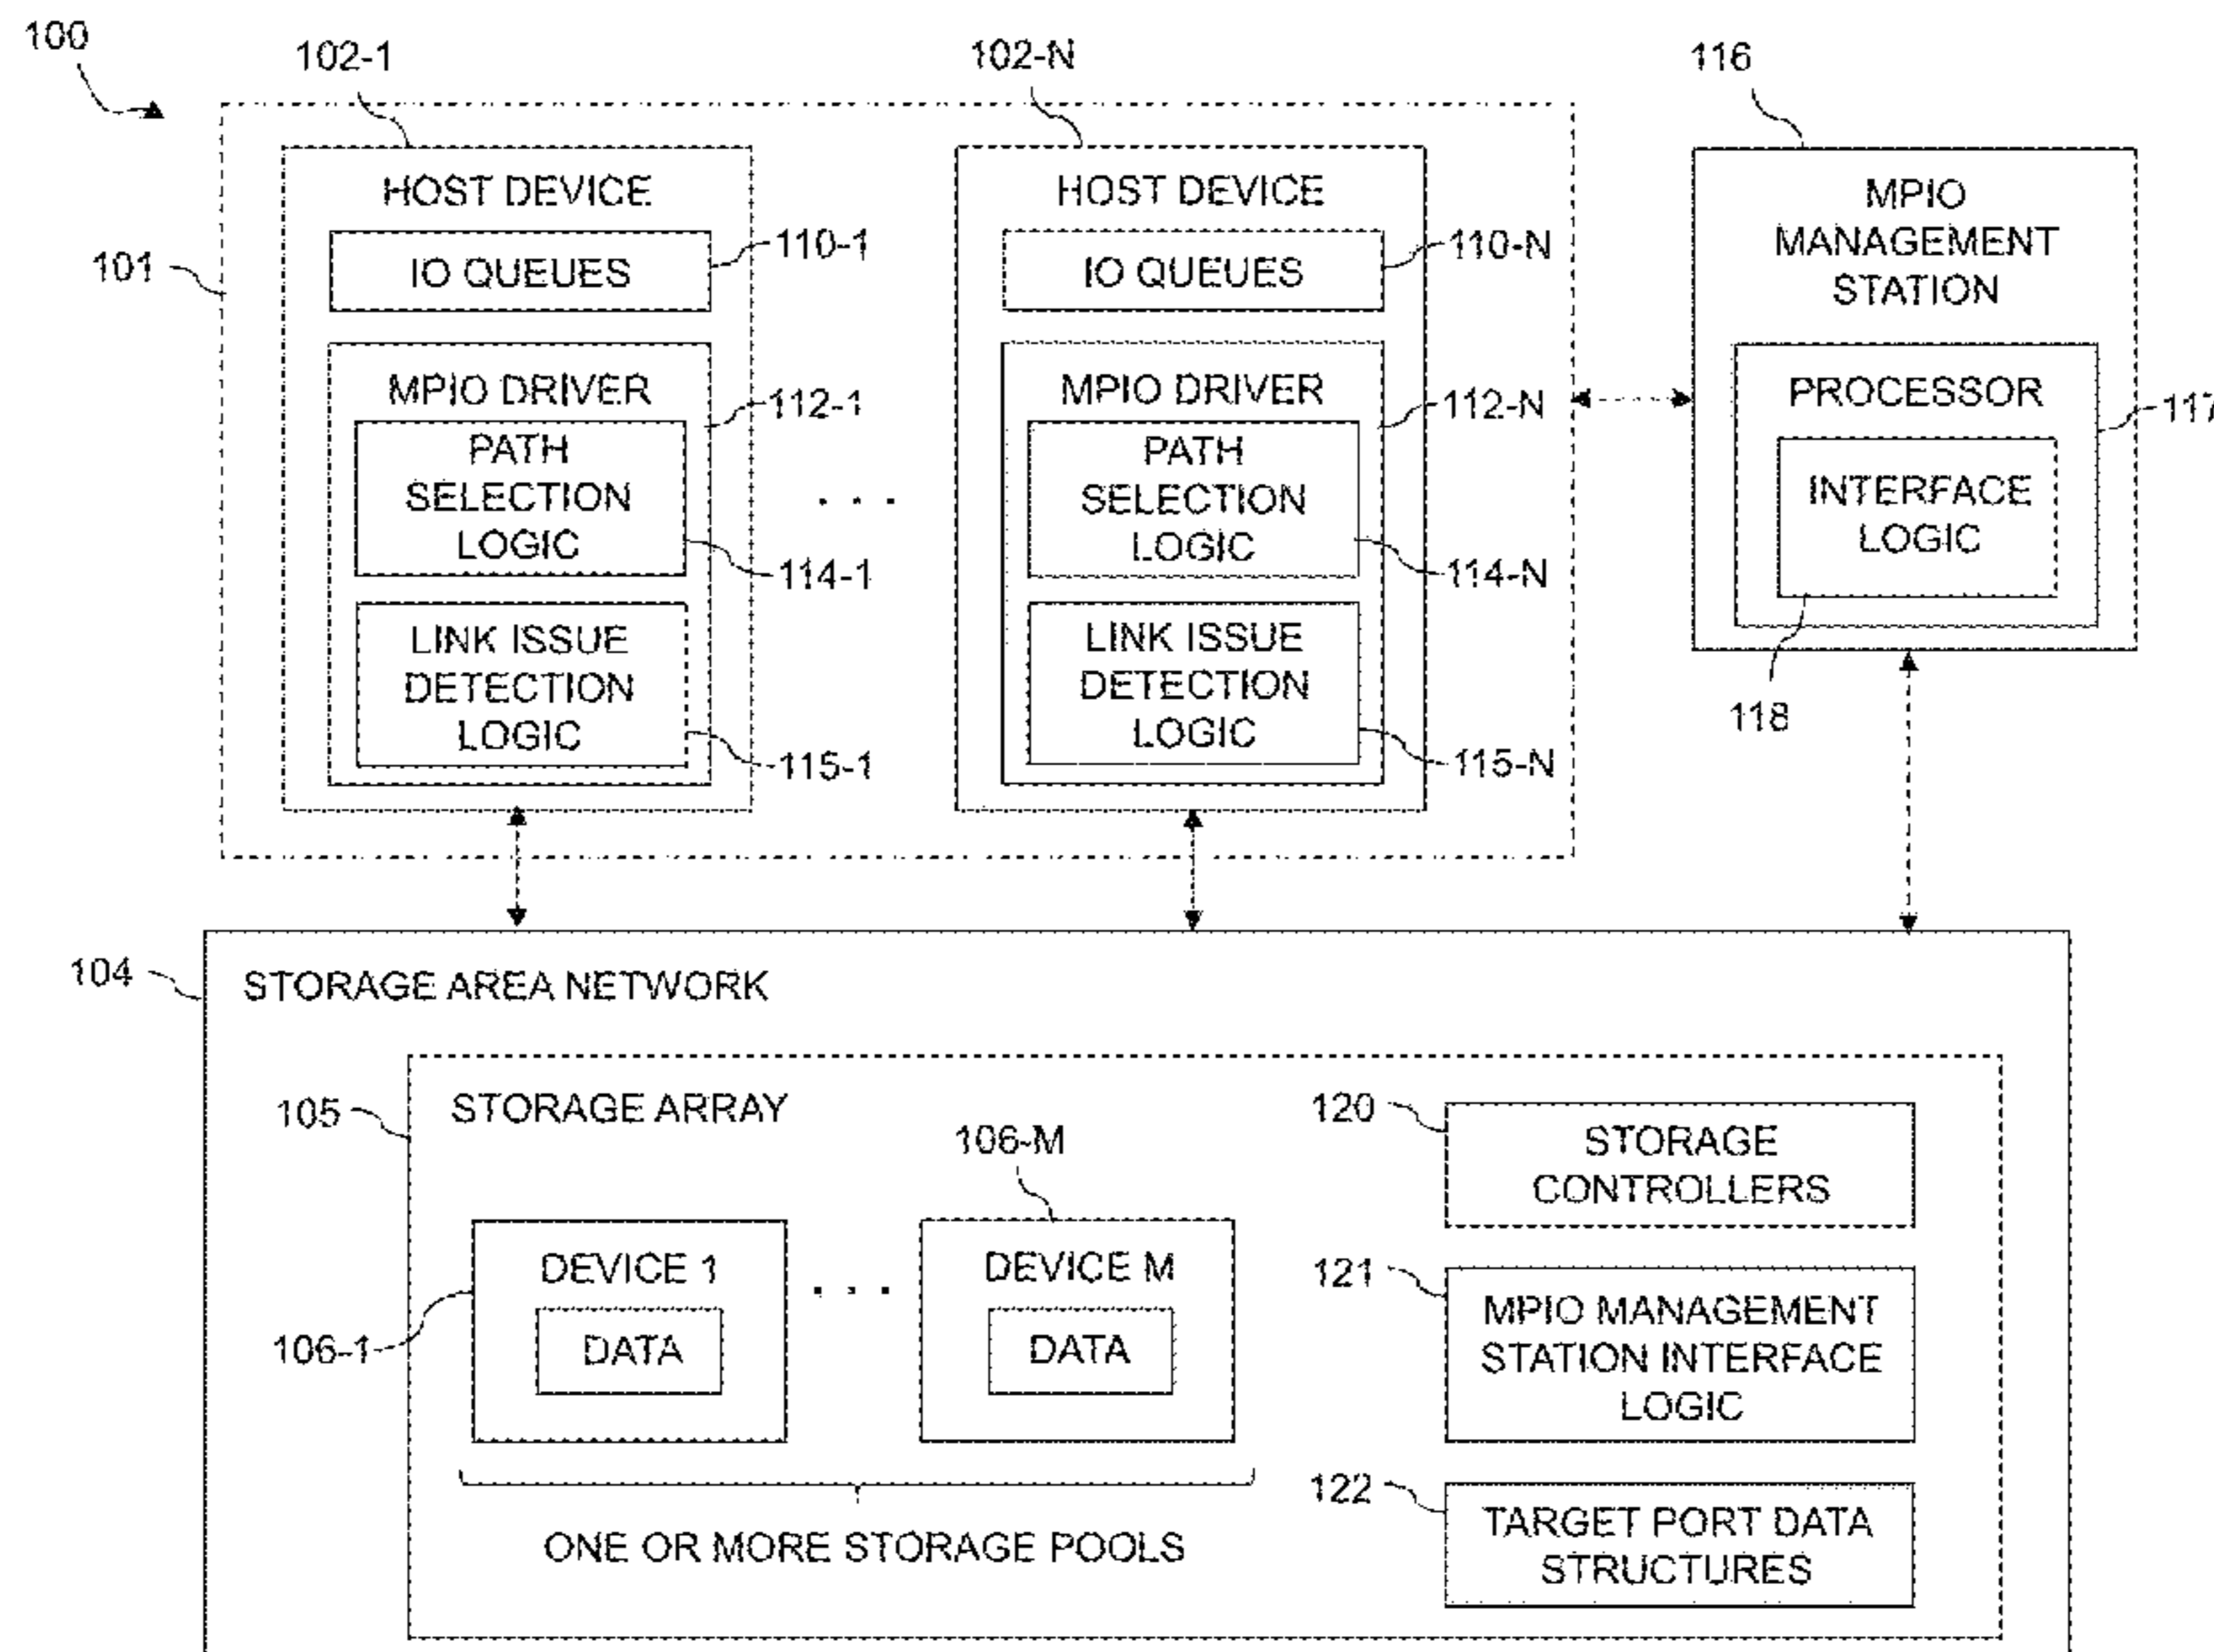 100
102-1
102-N
116
HOST DEVICE
IO QUEUES
110-1
101
MPIO DRIVER
112-1
PATH
SELECTION
LOGIC
114-1
LINK ISSUE
DETECTION
LOGIC
115-1
. . .
HOST DEVICE
IO QUEUES
110-N
MPIO DRIVER
112-N
PATH
SELECTION
LOGIC
114-N
LINK ISSUE
DETECTION
LOGIC
115-N
MPIO
MANAGEMENT
STATION
PROCESSOR
117
INTERFACE
LOGIC
118
104
STORAGE AREA NETWORK
105
STORAGE ARRAY
106-M
DEVICE 1
DATA
106-1
. . .
DEVICE M
DATA
ONE OR MORE STORAGE POOLS
120
STORAGE
CONTROLLERS
121
MPIO MANAGEMENT
STATION INTERFACE
LOGIC
122
TARGET PORT DATA
STRUCTURES